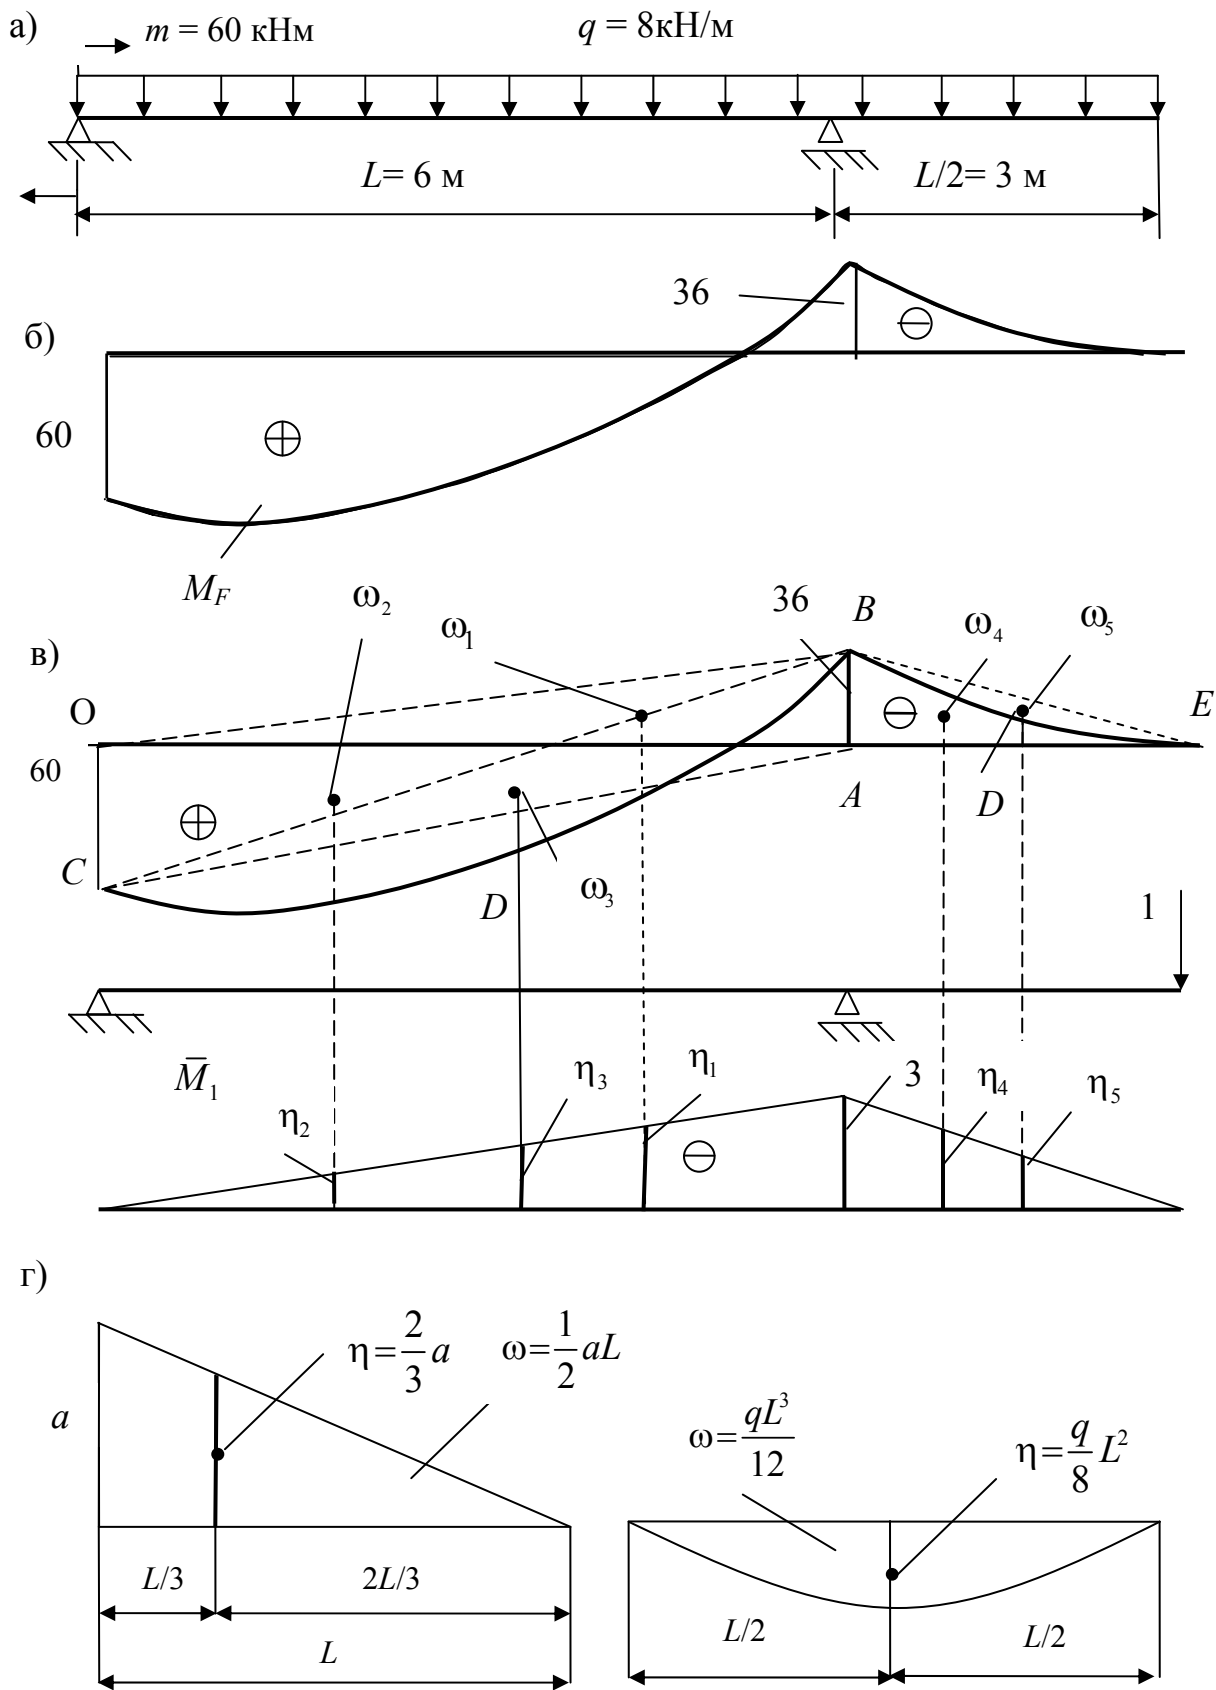 а)
m = 60 кНм
q = 8кН/м
L= 6 м
L/2= 3 м
б)
36
60
M_F
в)
ω₂
ω₁
36
B
ω₄
ω₅
O
E
60
A
D
C
D
ω₃
1
M̄₁
η₂
η₃
η₁
3
η₄
η₅
г)
a
η=2/3 a
ω=1/2 aL
ω=qL³/12
η=q/8 L²
L/3
2L/3
L
L/2
L/2